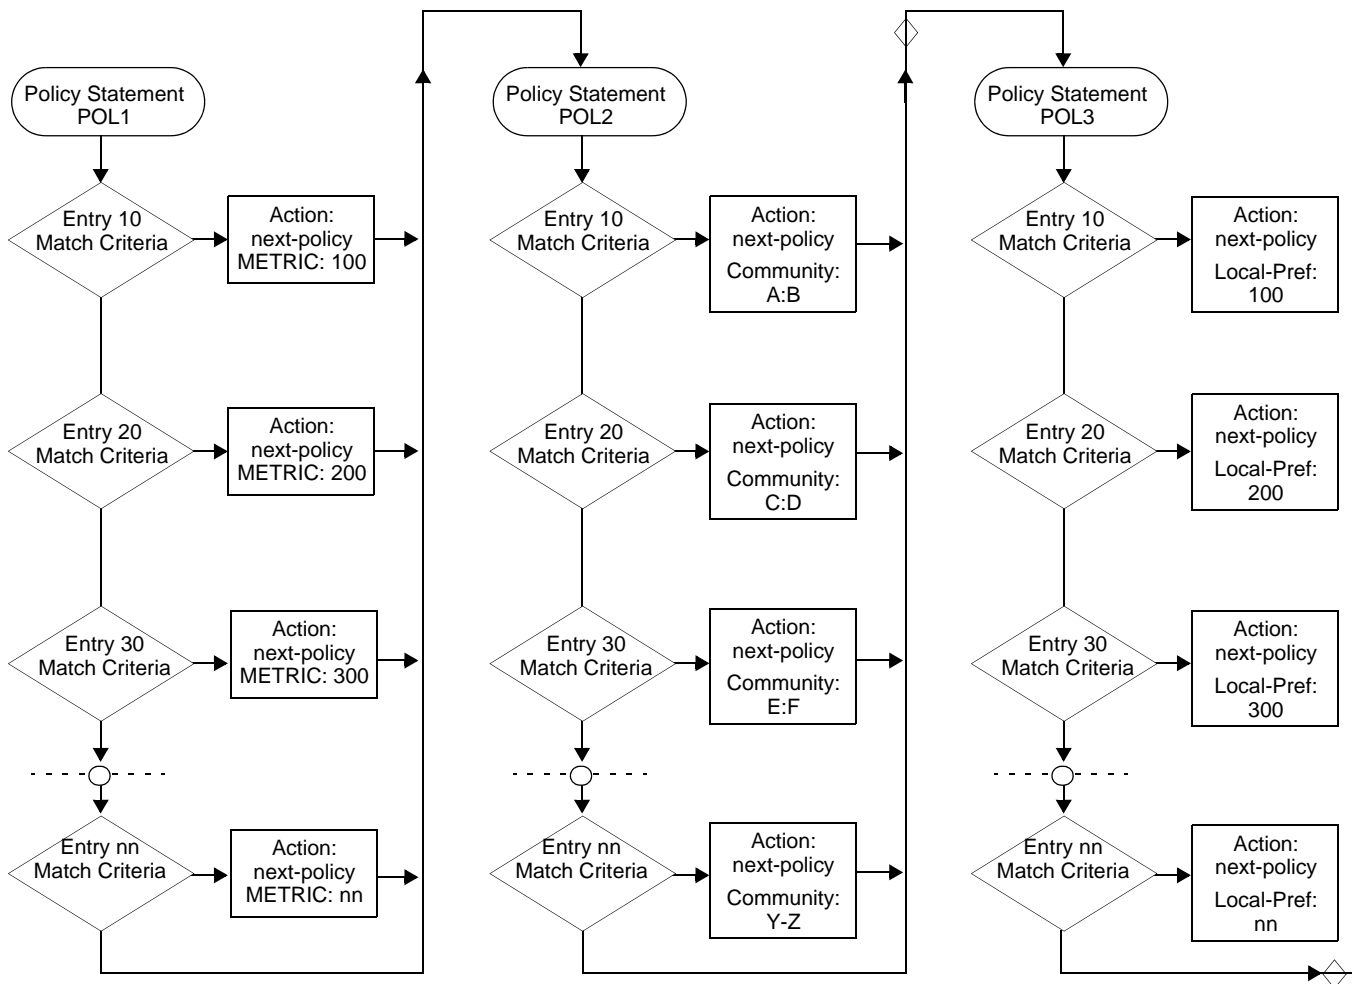 Policy Statement
POL1
Entry 10
Match Criteria
Action:
next-policy
METRIC: 100
Entry 20
Match Criteria
Action:
next-policy
METRIC: 200
Entry 30
Match Criteria
Action:
next-policy
METRIC: 300
Entry nn
Match Criteria
Action:
next-policy
METRIC: nn
Policy Statement
POL2
Entry 10
Match Criteria
Action:
next-policy
Community:
A:B
Entry 20
Match Criteria
Action:
next-policy
Community:
C:D
Entry 30
Match Criteria
Action:
next-policy
Community:
E:F
Entry nn
Match Criteria
Action:
next-policy
Community:
Y-Z
Policy Statement
POL3
Entry 10
Match Criteria
Action:
next-policy
Local-Pref:
100
Entry 20
Match Criteria
Action:
next-policy
Local-Pref:
200
Entry 30
Match Criteria
Action:
next-policy
Local-Pref:
300
Entry nn
Match Criteria
Action:
next-policy
Local-Pref:
nn